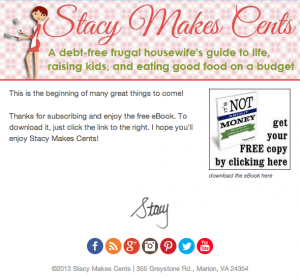 Stacy Makes Cents
A debt-free frugal housewife's guide to life,
raising kids, and eating good food on a budget
This is the beginning of many great things to come!
Thanks for subscribing and enjoy the free eBook. To
download it, just click the link to the right. I hope you'll
enjoy Stacy Makes Cents!
it's
NOT
ABOUT
MONEY
get
your
FREE copy
by clicking here
download the eBook here
Stacy
©2013 Stacy Makes Cents | 365 Greystone Rd., Marion, VA 24354